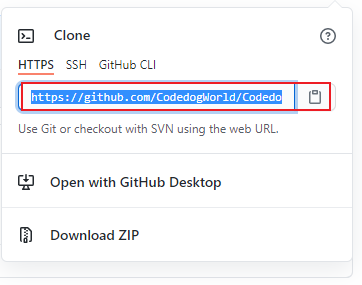 Clone
HTTPS SSH GitHub CLI
https://github.com/CodedogWorld/Codedo
Use Git or checkout with SVN using the web URL.
Open with GitHub Desktop
Download ZIP